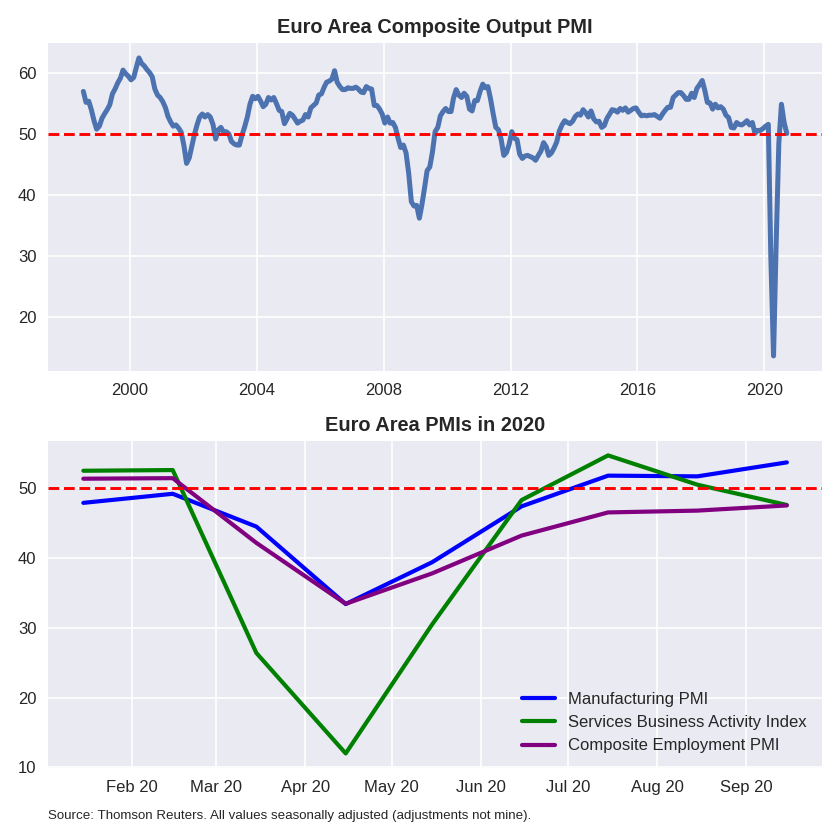 Euro Area Composite Output PMI
60
50
40
30
20
2000 2004 2008 2012 2016 2020
Euro Area PMIs in 2020
50
40
30
20
10
Manufacturing PMI
Services Business Activity Index
Composite Employment PMI
Feb 20 Mar 20 Apr 20 May 20 Jun 20 Jul 20 Aug 20 Sep 20
Source: Thomson Reuters. All values seasonally adjusted (adjustments not mine).